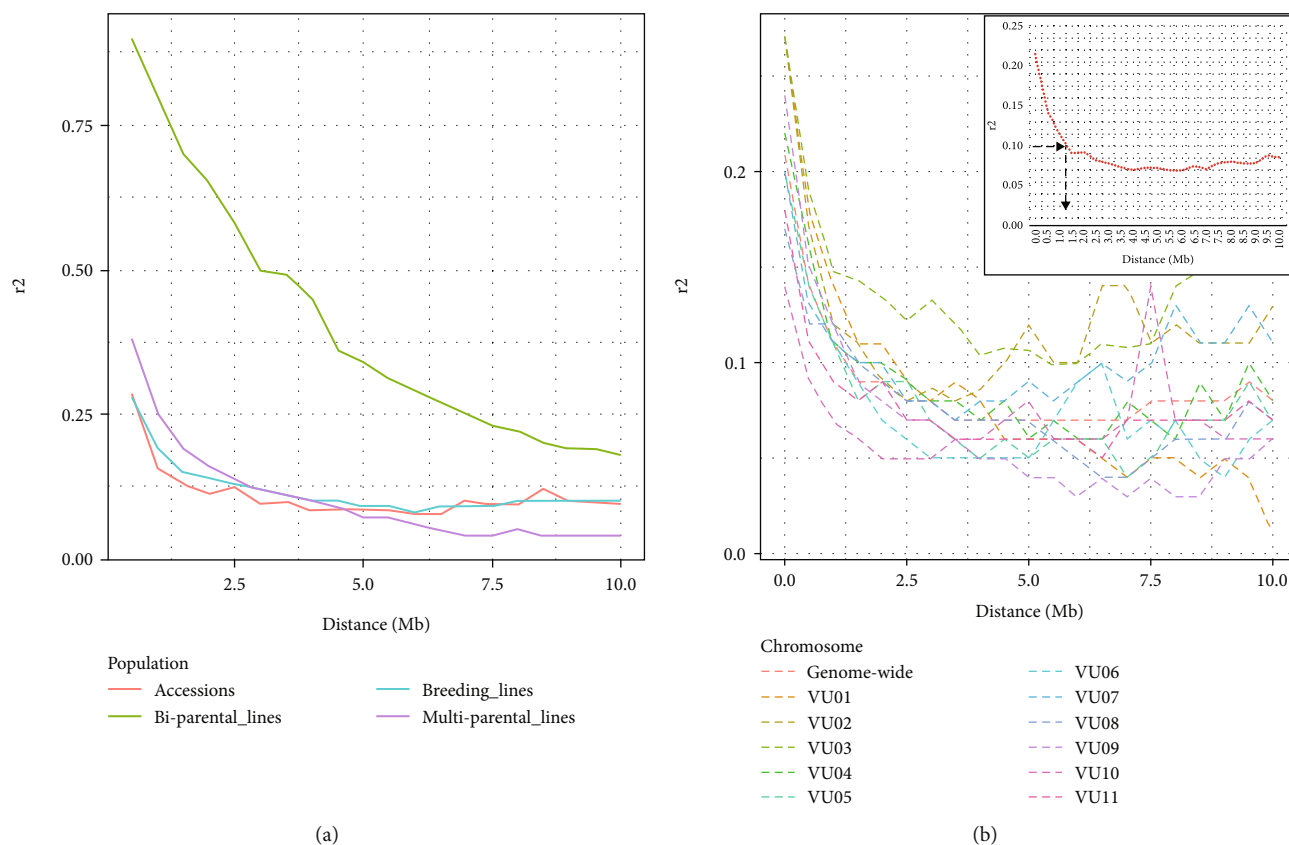 0.75
0.50
0.25
0.00
r2
2.5
5.0
7.5
10.0
Distance (Mb)
Population
Accessions
Bi-parental_lines
Breeding_lines
Multi-parental_lines
(a)
0.2
0.1
0.0
r2
0.0
2.5
5.0
7.5
10.0
Distance (Mb)
0.25
0.20
0.15
0.10
0.05
0.00
r2
0.0
0.5
1.0
1.5
2.0
2.5
3.0
3.5
4.0
4.5
5.0
5.5
6.0
6.5
7.0
7.5
8.0
8.5
9.0
9.5
10.0
Distance (Mb)
Chromosome
Genome-wide
VU01
VU02
VU03
VU04
VU05
VU06
VU07
VU08
VU09
VU10
VU11
(b)